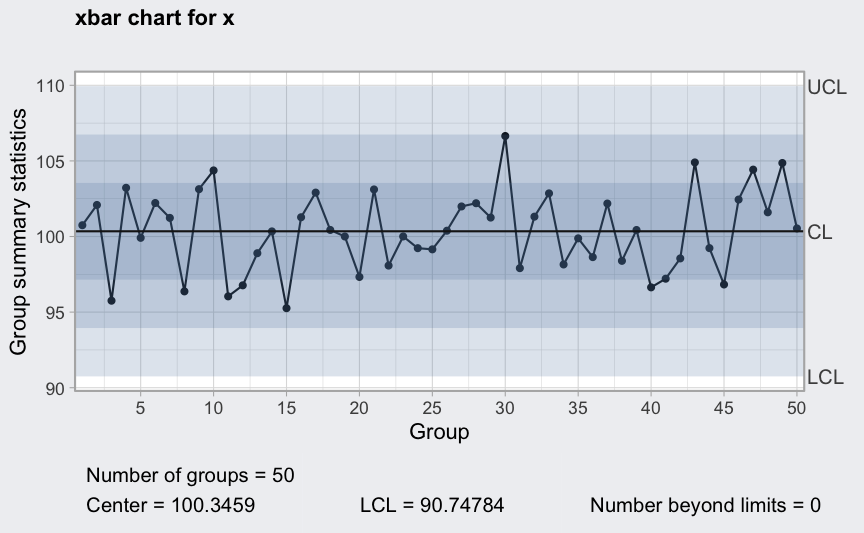 xbar chart for x
110
UCL
105
100
CL
95
90
LCL
Group summary statistics
5 10 15 20 25 30 35 40 45 50
Group
Number of groups = 50
Center = 100.3459 LCL = 90.74784 Number beyond limits = 0